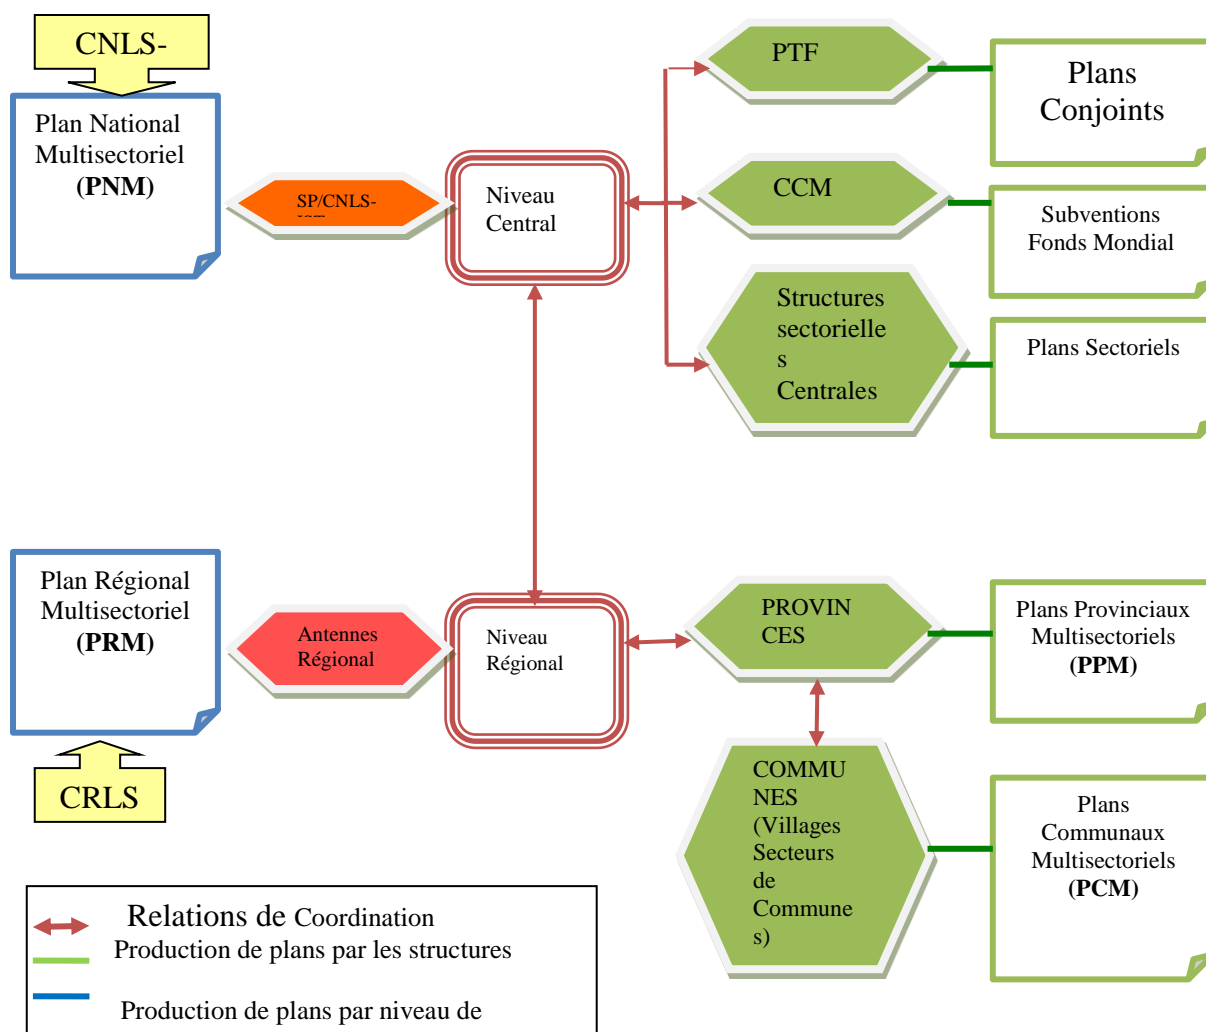 CNLS-
Plan National
Multisectoriel
(PNM)
SP/CNLS-
Niveau
Central
PTF
Plans
Conjoints
CCM
Subventions
Fonds Mondial
Structures
sectorielle
s
Centrales
Plans Sectoriels
Plan Régional
Multisectoriel
(PRM)
Antennes
Régional
Niveau
Régional
PROVIN
CES
Plans Provinciaux
Multisectoriels
(PPM)
CRLS
COMMU
NES
(Villages
Secteurs
de
Commune
s)
Plans
Communaux
Multisectoriels
(PCM)
Relations de Coordination
Production de plans par les structures
Production de plans par niveau de